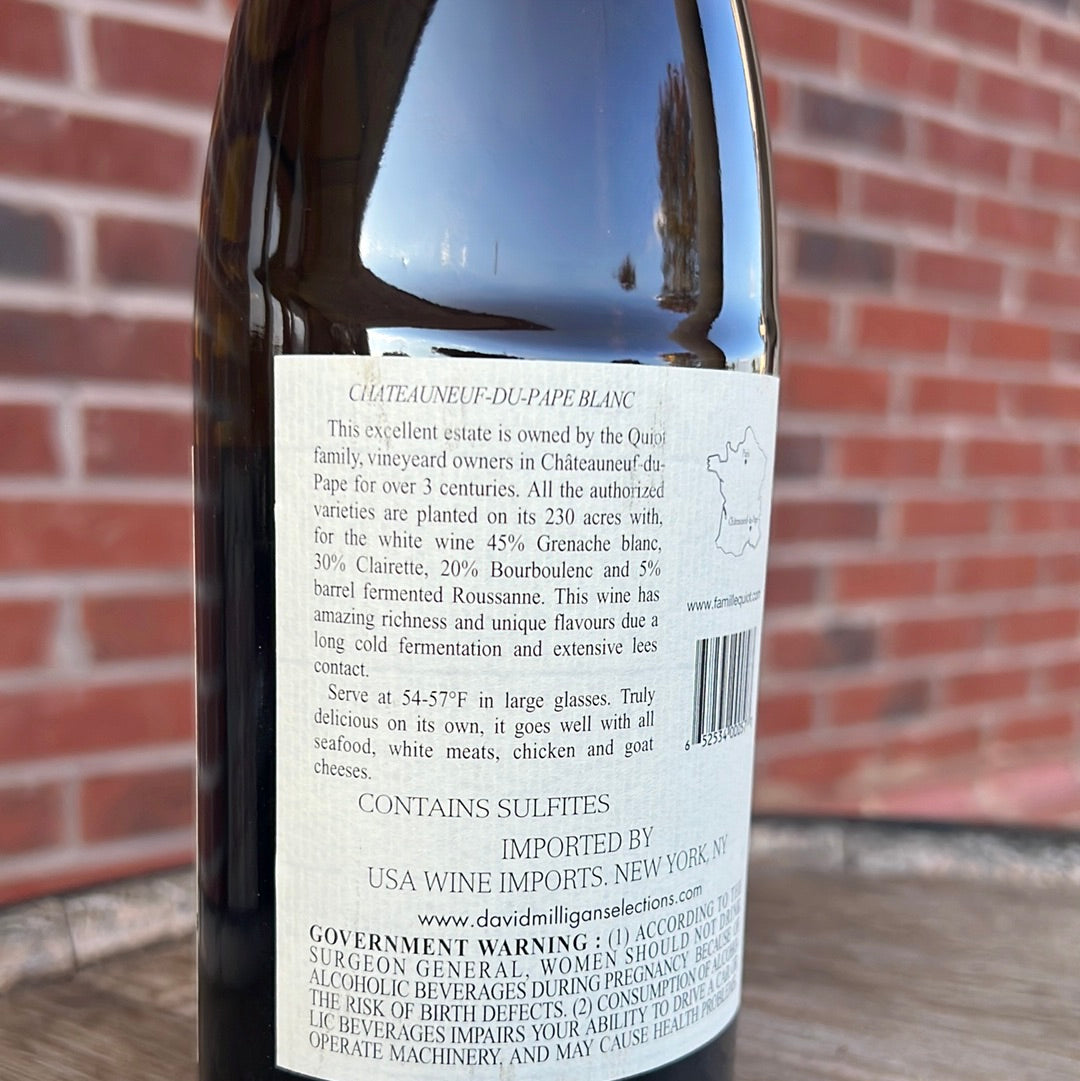 CHATEAUNEUF-DU-PAPE BLANC
This excellent estate is owned by the Quiot
family, vineyeard owners in Châteauneuf-du-
Pape for over 3 centuries. All the authorized
varieties are planted on its 230 acres with,
for the white wine 45% Grenache blanc,
30% Clairette, 20% Bourboulenc and 5%
barrel fermented Roussanne. This wine has
amazing richness and unique flavours due a
long cold fermentation and extensive lees
contact.
Serve at 54-57°F in large glasses. Truly
delicious on its own, it goes well with all
seafood, white meats, chicken and goat
cheeses.
Paris
Châteauneuf-du-Pape
www.famillequiot.com
CONTAINS SULFITES
IMPORTED BY
USA WINE IMPORTS. NEW YORK, NY
www.davidmilliganselections.com
GOVERNMENT WARNING : (1) ACCORDING TO
SURGEON GENERAL, WOMEN SHOULD NOT DRINK
ALCOHOLIC BEVERAGES DURING PREGNANCY BECAUSE OF
THE RISK OF BIRTH DEFECTS. (2) CONSUMPTION OF ALCOHO-
LIC BEVERAGES IMPAIRS YOUR ABILITY TO DRIVE A CAR OR
OPERATE MACHINERY, AND MAY CAUSE HEALTH PROBLEMS